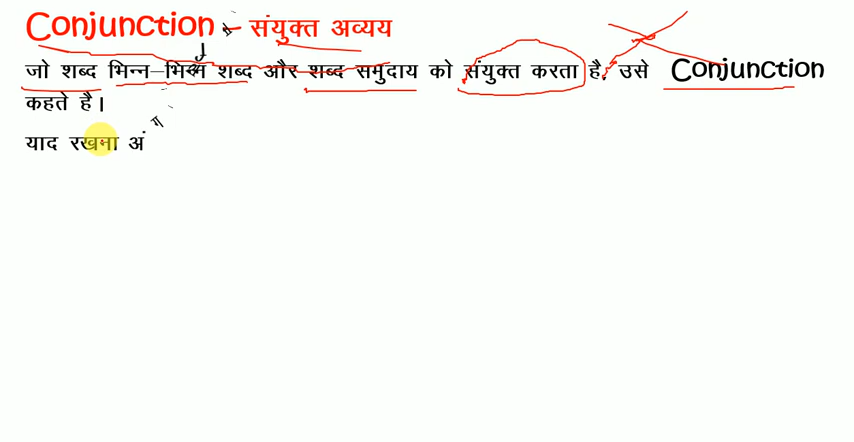 Conjunction – संयुक्त अव्यय
जो शब्द भिन्न–भिन्न शब्द और शब्द समुदाय को संयुक्त करता है, उसे Conjunction
कहते है।
याद रखना अं